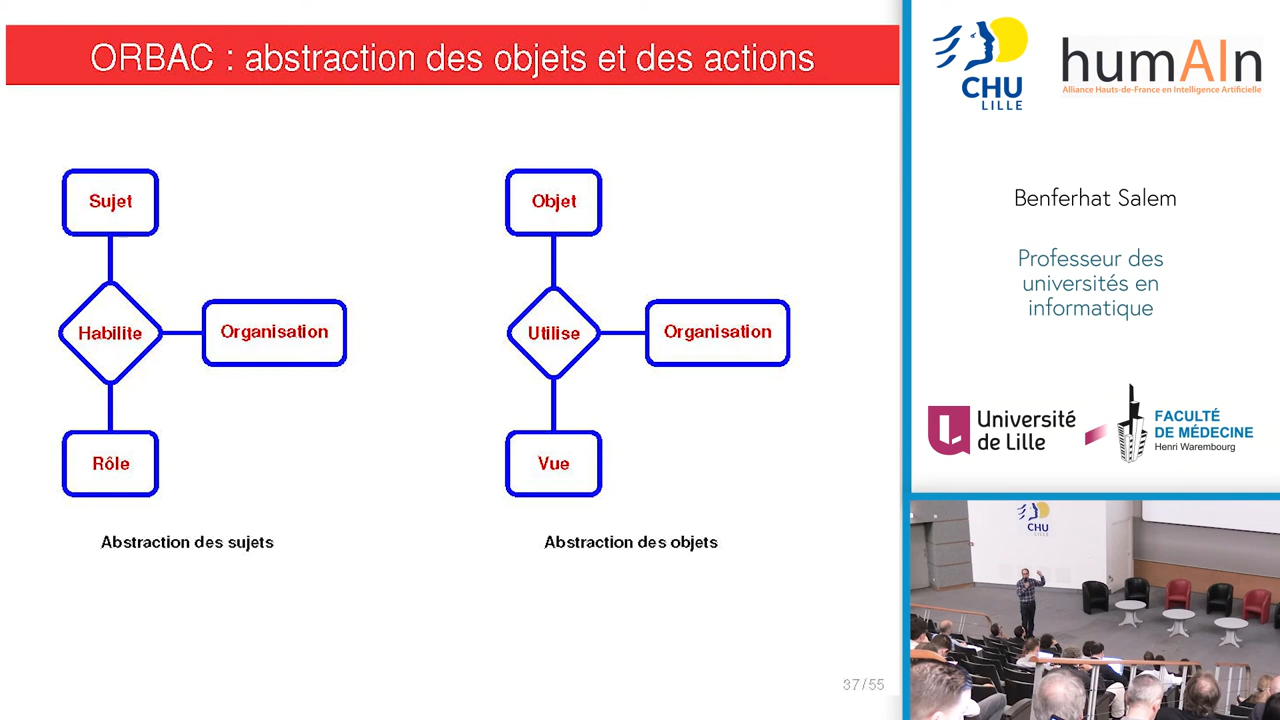 ORBAC : abstraction des objets et des actions
Sujet
Habilite
Organisation
Rôle
Abstraction des sujets
Objet
Utilise
Organisation
Vue
Abstraction des objets
37/55
CHU
LILLE
humAIn
Alliance Hauts-de-France en Intelligence Artificielle
Benferhat Salem
Professeur des
universités en
informatique
Université
de Lille
FACULTÉ
DE MÉDECINE
Henri Warembourg
CHU
LILLE